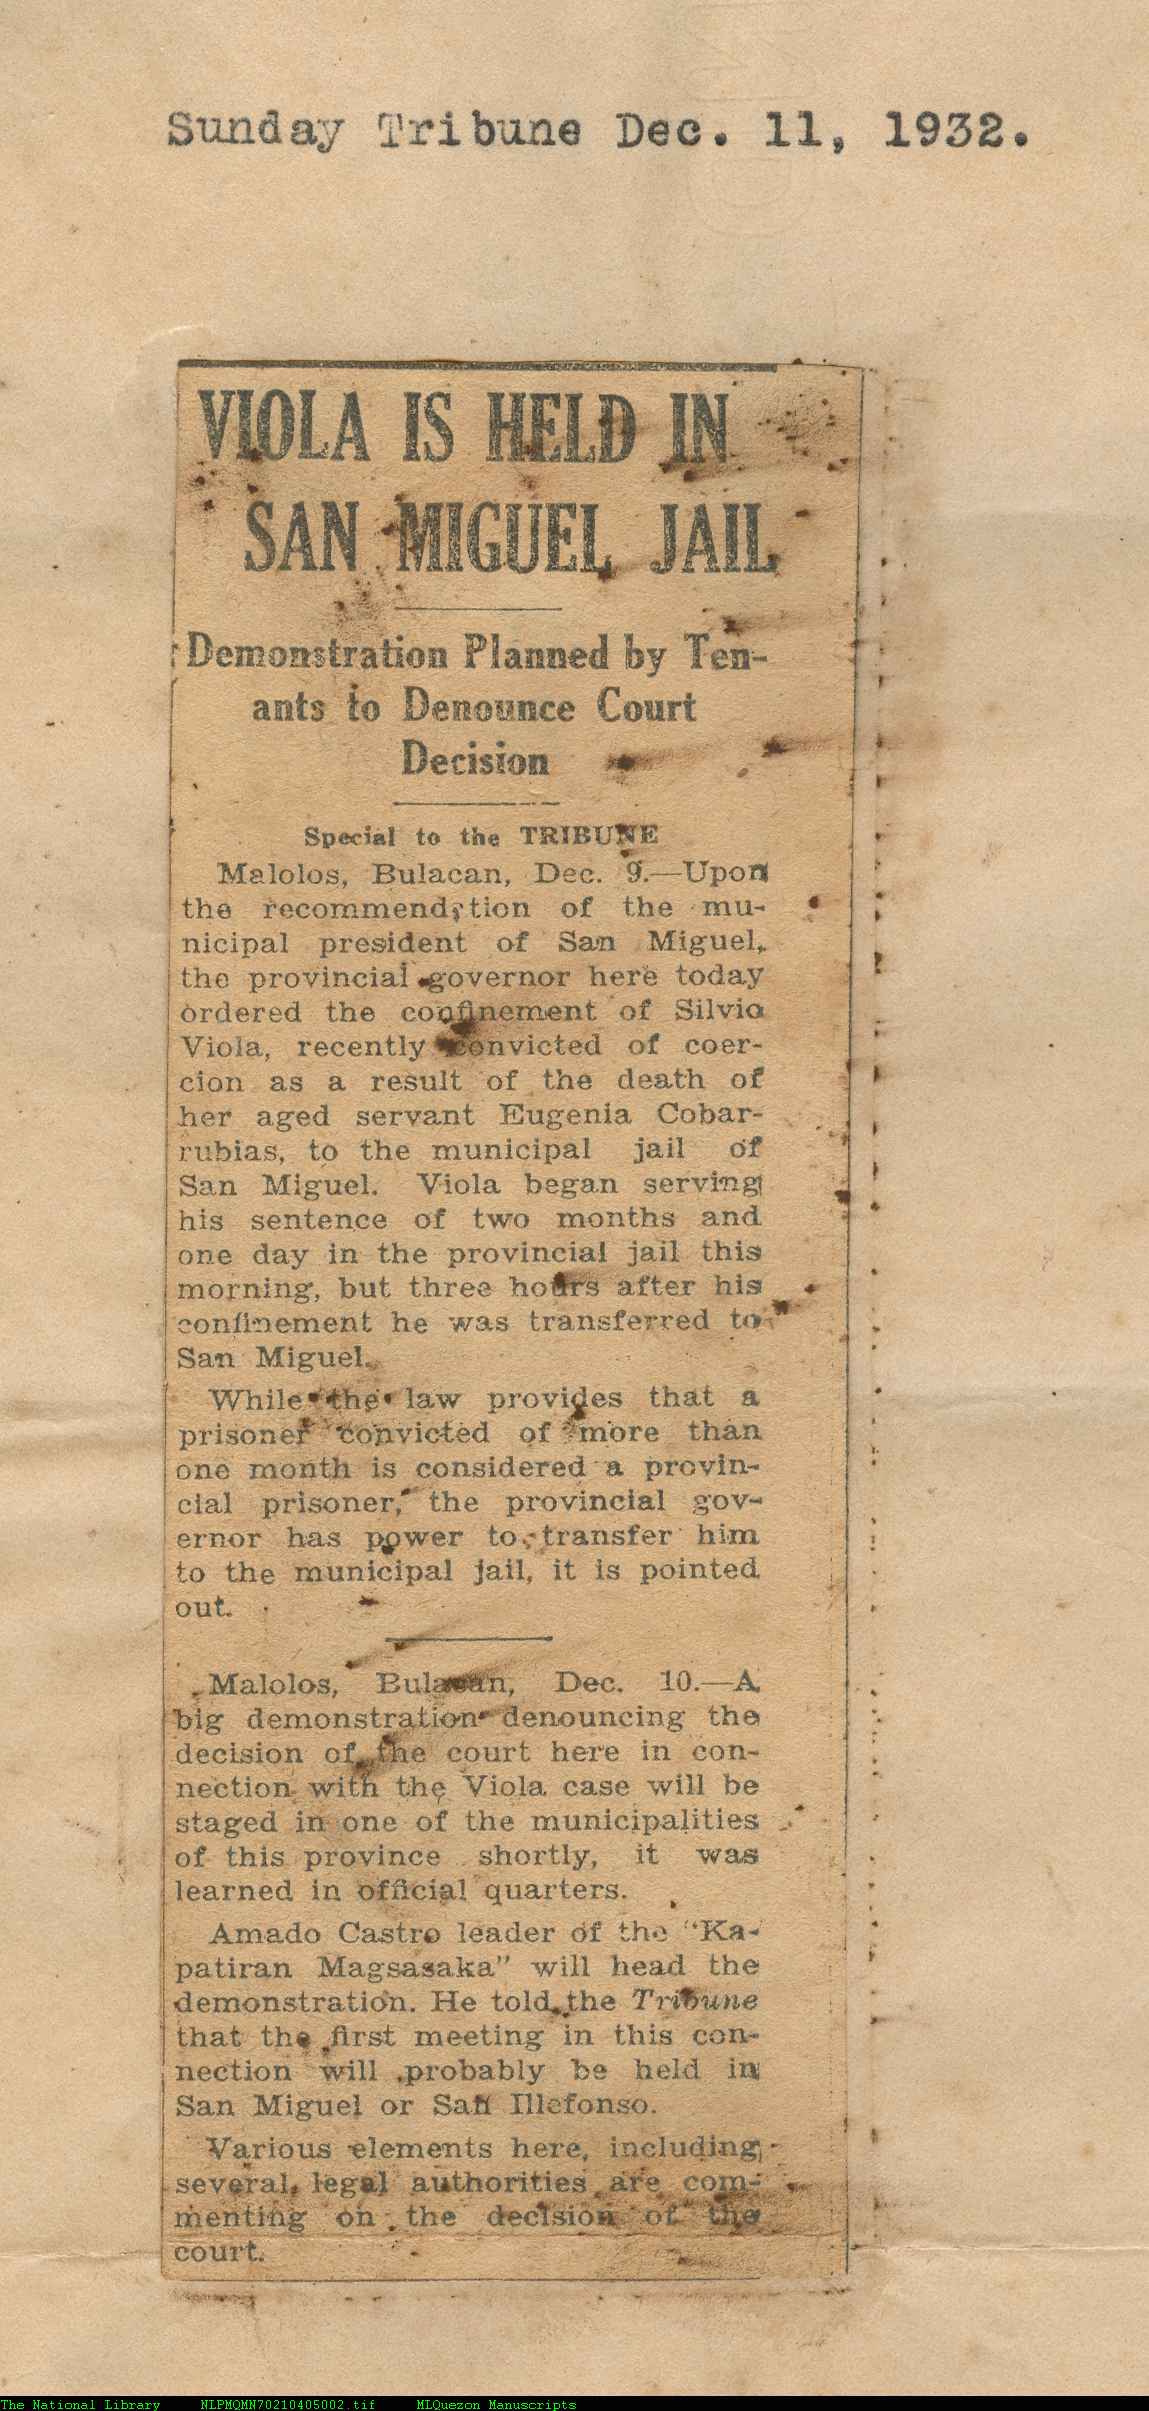 Sunday Tribune Dec. 11, 1932.
VIOLA IS HELD IN
SAN MIGUEL JAIL
Demonstration Planned by Ten-
ants to Denounce Court
Decision
Special to the TRIBUNE
Malolos, Bulacan, Dec. 9.—Upon
the recommendation of the mu-
nicipal president of San Miguel,
the provincial governor here today
ordered the confinement of Silvio
Viola, recently convicted of coer-
cion as a result of the death of
her aged servant Eugenia Cobar-
rubias, to the municipal jail of
San Miguel. Viola began serving
his sentence of two months and
one day in the provincial jail this
morning, but three hours after his
confinement he was transferred to
San Miguel.
While the law provides that a
prisoner convicted of more than
one month is considered a provin-
cial prisoner, the provincial gov-
ernor has power to transfer him
to the municipal jail, it is pointed
out.
Malolos, Bulacan, Dec. 10.—A
big demonstration denouncing the
decision of the court here in con-
nection with the Viola case will be
staged in one of the municipalities
of this province shortly, it was
learned in official quarters.
Amado Castro leader of the "Ka-
patiran Magsasaka" will head the
demonstration. He told the Tribune
that the first meeting in this con-
nection will probably be held in
San Miguel or San Illefonso.
Various elements here, including
several legal authorities are com-
menting on the decision of the
court.
The National Library NLPMQMN70210405002.tif MLQuezon Manuscripts